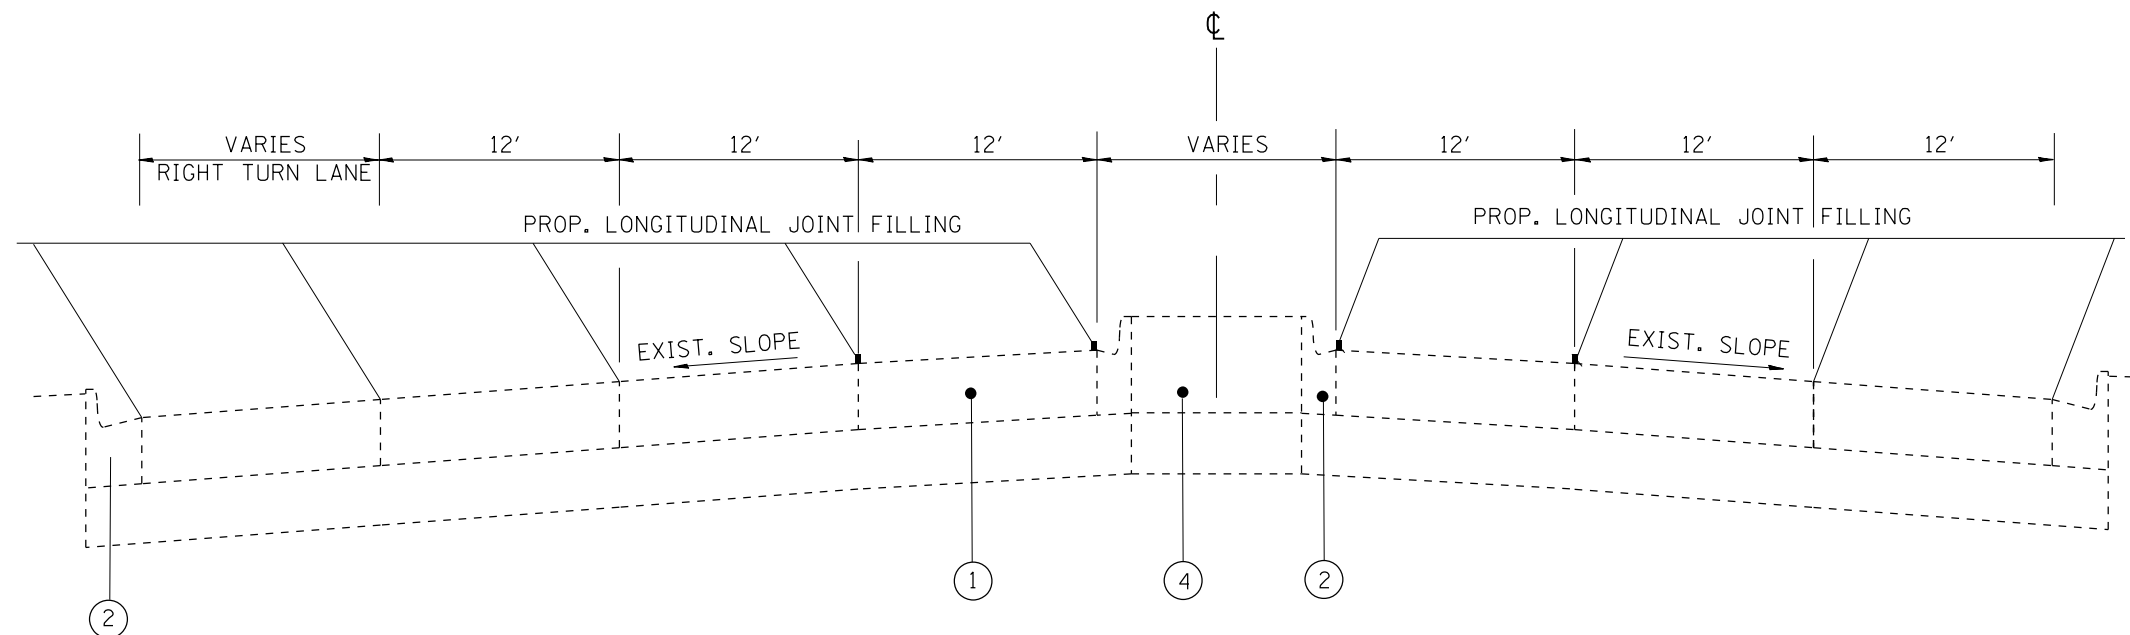 ℄
VARIES 12′ 12′ 12′ VARIES 12′ 12′ 12′
RIGHT TURN LANE
PROP. LONGITUDINAL JOINT FILLING
PROP. LONGITUDINAL JOINT FILLING
EXIST. SLOPE
EXIST. SLOPE
1
4
2
2